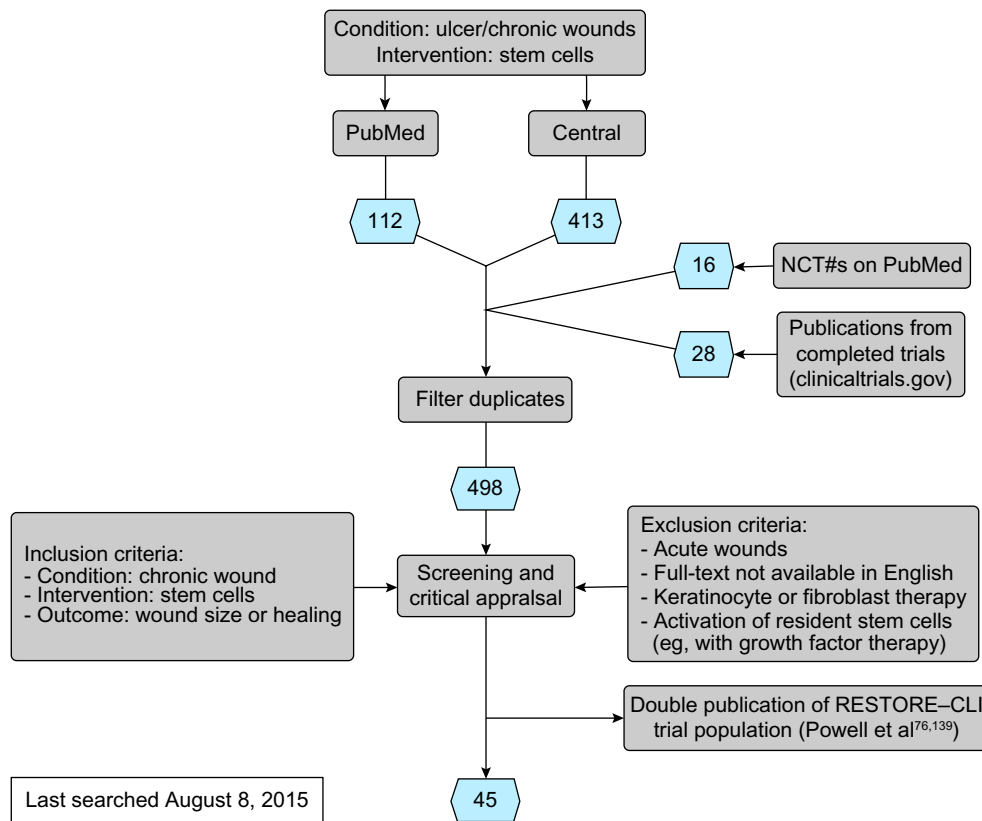 Condition: ulcer/chronic wounds
Intervention: stem cells
PubMed
Central
112
413
16
NCT#s on PubMed
28
Publications from
completed trials
(clinicaltrials.gov)
Filter duplicates
498
Inclusion criteria:
- Condition: chronic wound
- Intervention: stem cells
- Outcome: wound size or healing
Screening and
critical appralsal
Exclusion criteria:
- Acute wounds
- Full-text not available in English
- Keratinocyte or fibroblast therapy
- Activation of resident stem cells
(eg, with growth factor therapy)
Double publication of RESTORE–CLI
trial population (Powell et al76,139)
Last searched August 8, 2015
45